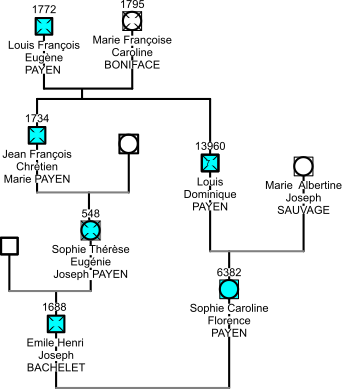 1772
1795
Louis François
Eugène
PAYEN
Marie Françoise
Caroline
BONIFACE
1734
Jean François
Chrétien
Marie PAYEN
13960
Louis
Dominique
PAYEN
Marie Albertine
Joseph
SAUVAGE
548
Sophie Thérèse
Eugénie
Joseph PAYEN
6382
Sophie Caroline
Florence
PAYEN
1688
Emile Henri
Joseph
BACHELET